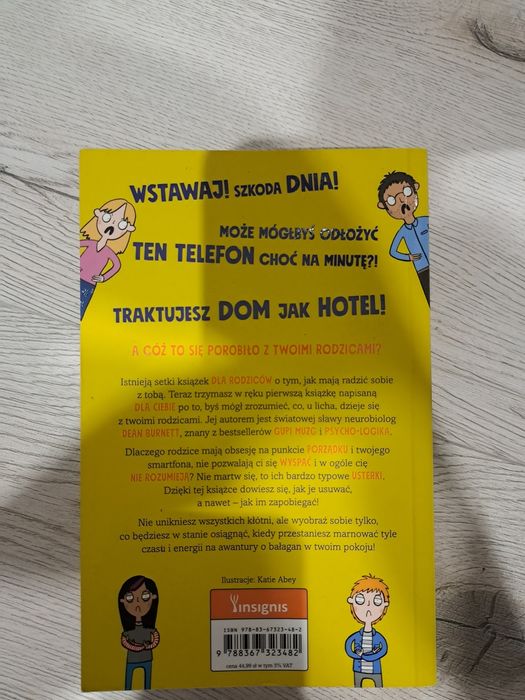 WSTAWAJ! SZKODA DNIA!
MOŻE MÓGŁBYŚ ODŁOŻYĆ
TEN TELEFON CHOĆ NA MINUTĘ?!
TRAKTUJESZ DOM JAK HOTEL!
A CÓŻ TO SIĘ POROBIŁO Z TWOIMI RODZICAMI?
Istnieją setki książek DLA RODZICÓW o tym, jak mają radzić sobie
z tobą. Teraz trzymasz w ręku pierwszą książkę napisaną
DLA CIEBIE po to, byś mógł zrozumieć, co, u licha, dzieje się
z twoimi rodzicami. Jej autorem jest światowej sławy neurobiolog
DEAN BURNETT, znany z bestsellerów GUPI MUZG i PSYCHO-LOGIKA.
Dlaczego rodzice mają obsesję na punkcie PORZĄDKU i twojego
smartfona, nie pozwalają ci się WYSPAĆ i w ogóle cię
NIE ROZUMIEJĄ? Nie martw się, to ich bardzo typowe USTERKI.
Dzięki tej książce dowiesz się, jak je usuwać,
a nawet – jak im zapobiegać!
Nie unikniesz wszystkich kłótni, ale wyobraź sobie tylko,
co będziesz w stanie osiągnąć, kiedy przestaniesz marnować tyle
czasu i energii na awantury o bałagan w twoim pokoju!
Ilustracje: Katie Abey
insignis
ISBN 978-83-67323-48-2
9 788367 323482
cena 44,99 zł w tym 5% VAT